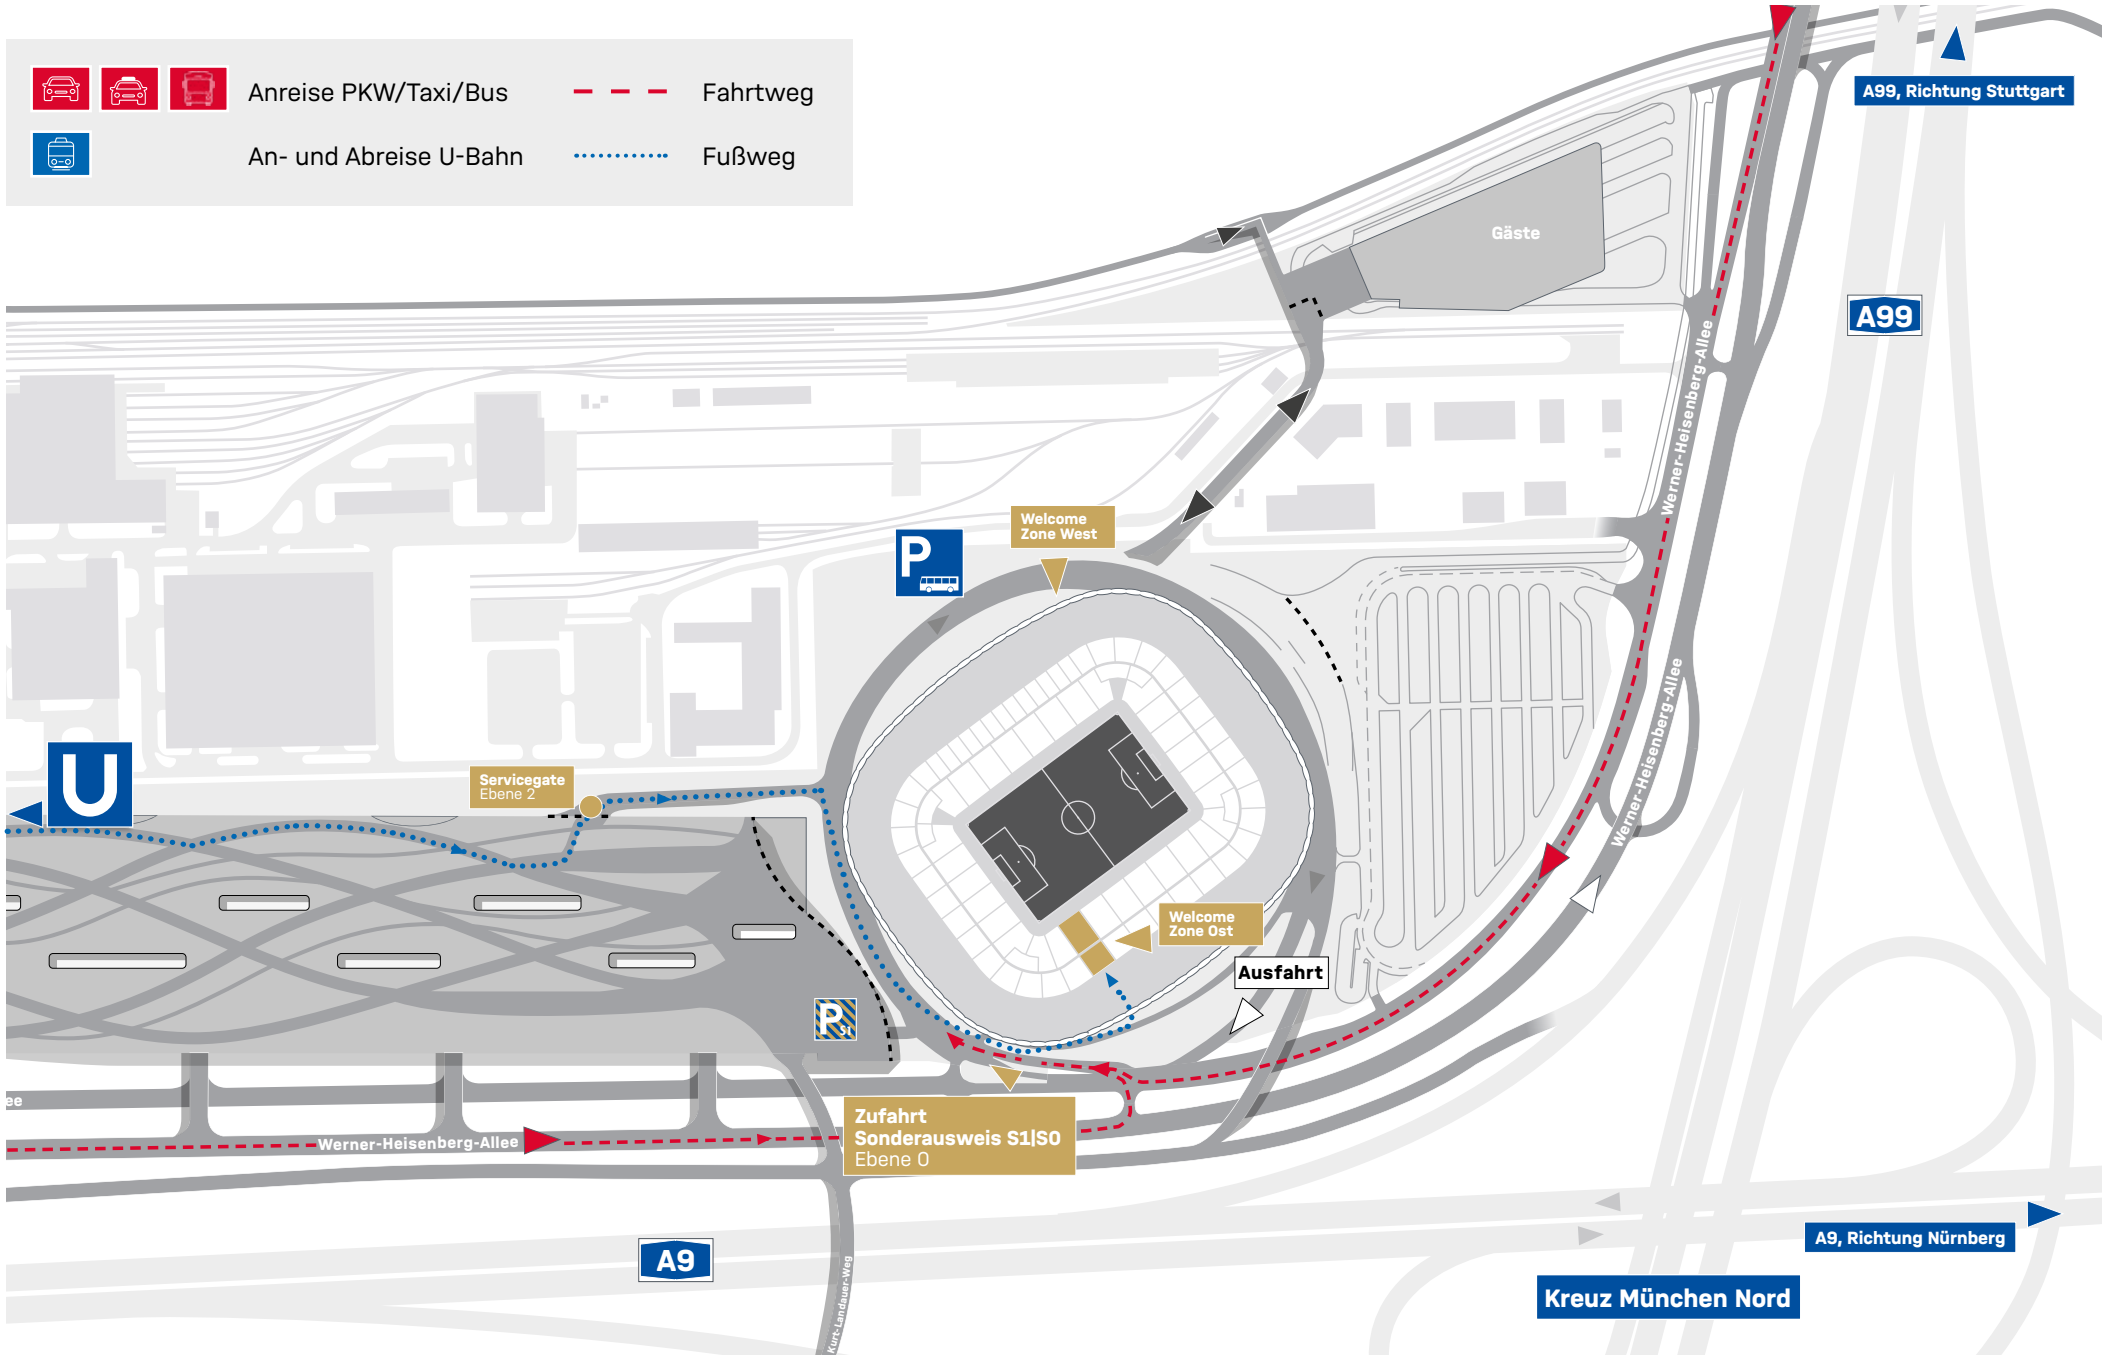 Anreise PKW/Taxi/Bus
Fahrtweg
An- und Abreise U-Bahn
Fußweg
A99, Richtung Stuttgart
Gäste
A99
Werner-Heisenberg-Allee
Welcome
Zone West
P
Werner-Heisenberg-Allee
U
Servicegate
Ebene 2
Welcome
Zone Ost
Ausfahrt
P S1
ee
Werner-Heisenberg-Allee
Zufahrt
Sonderausweis S1|S0
Ebene 0
A9
Kurt-Landauer-Weg
A9, Richtung Nürnberg
Kreuz München Nord